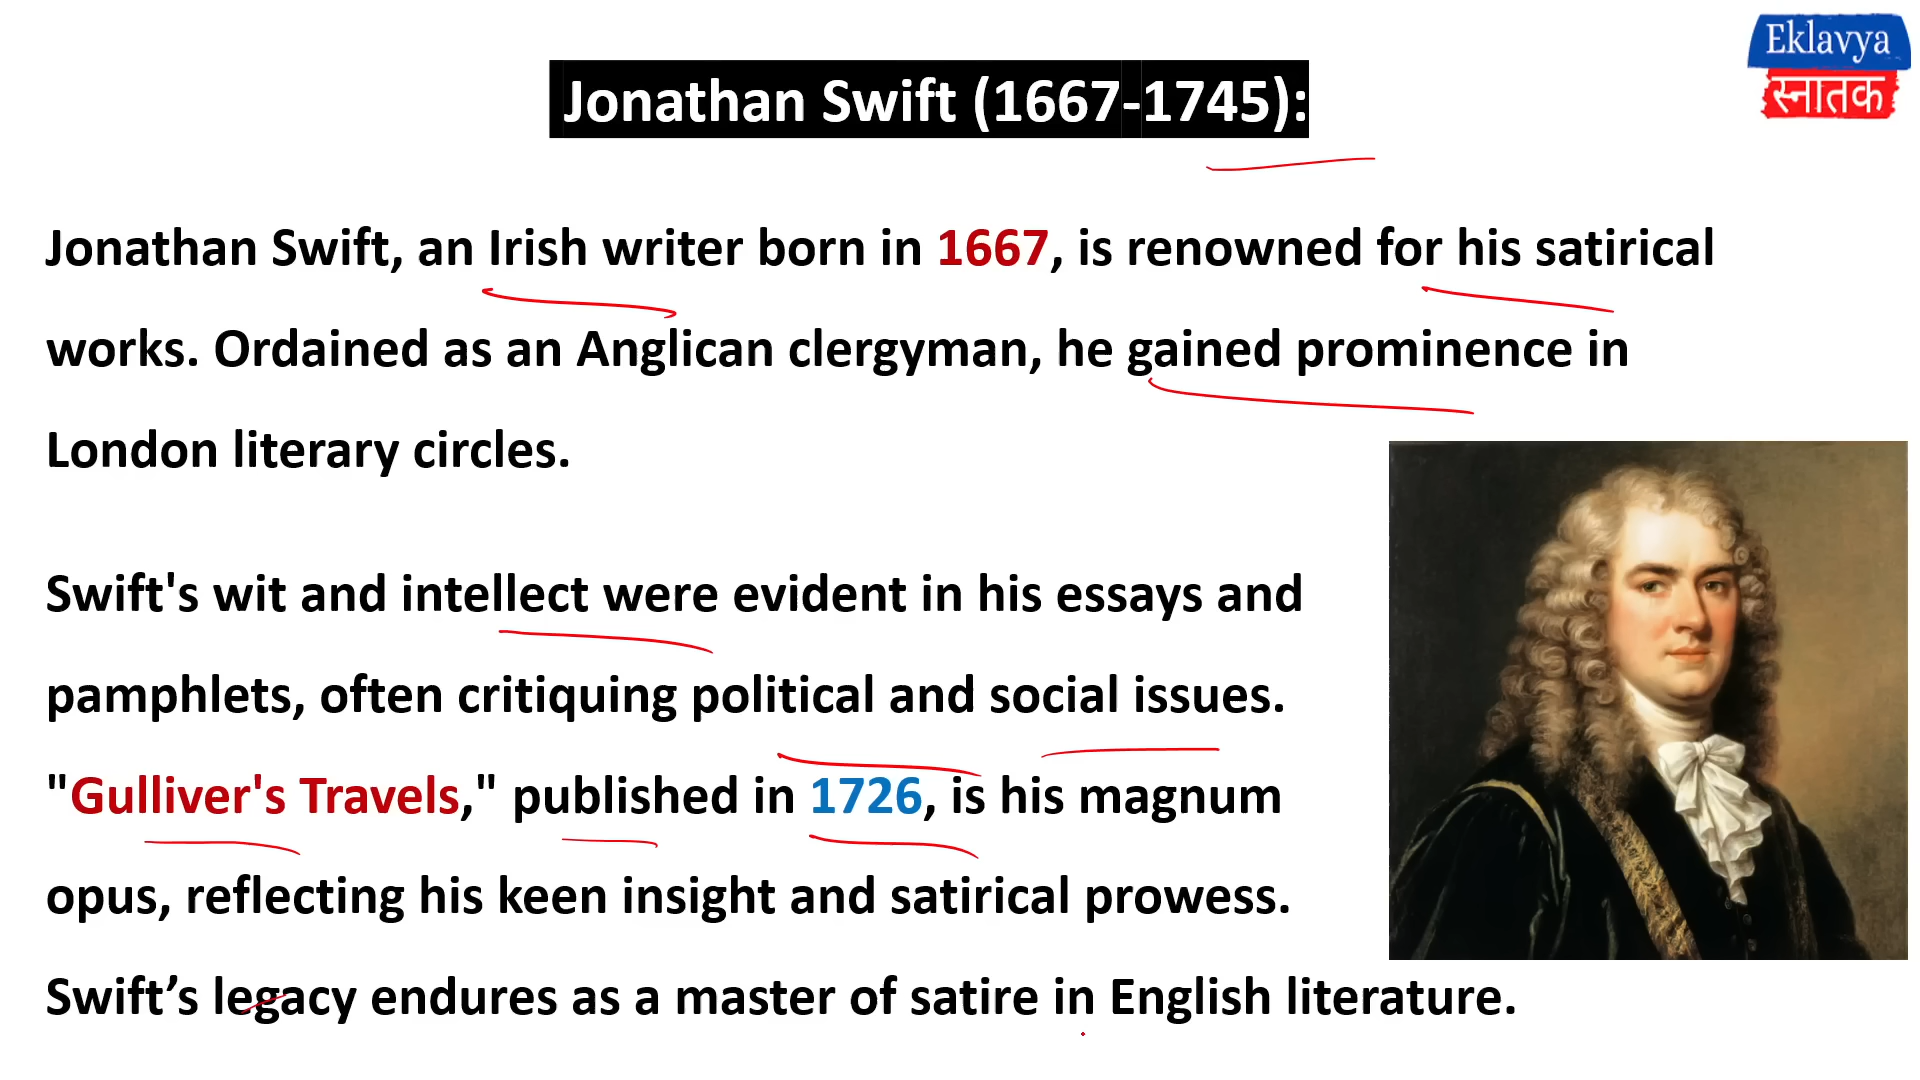 Eklavya
स्नातक
Jonathan Swift (1667-1745):
Jonathan Swift, an Irish writer born in 1667, is renowned for his satirical
works. Ordained as an Anglican clergyman, he gained prominence in
London literary circles.
Swift's wit and intellect were evident in his essays and
pamphlets, often critiquing political and social issues.
"Gulliver's Travels," published in 1726, is his magnum
opus, reflecting his keen insight and satirical prowess.
Swift’s legacy endures as a master of satire in English literature.